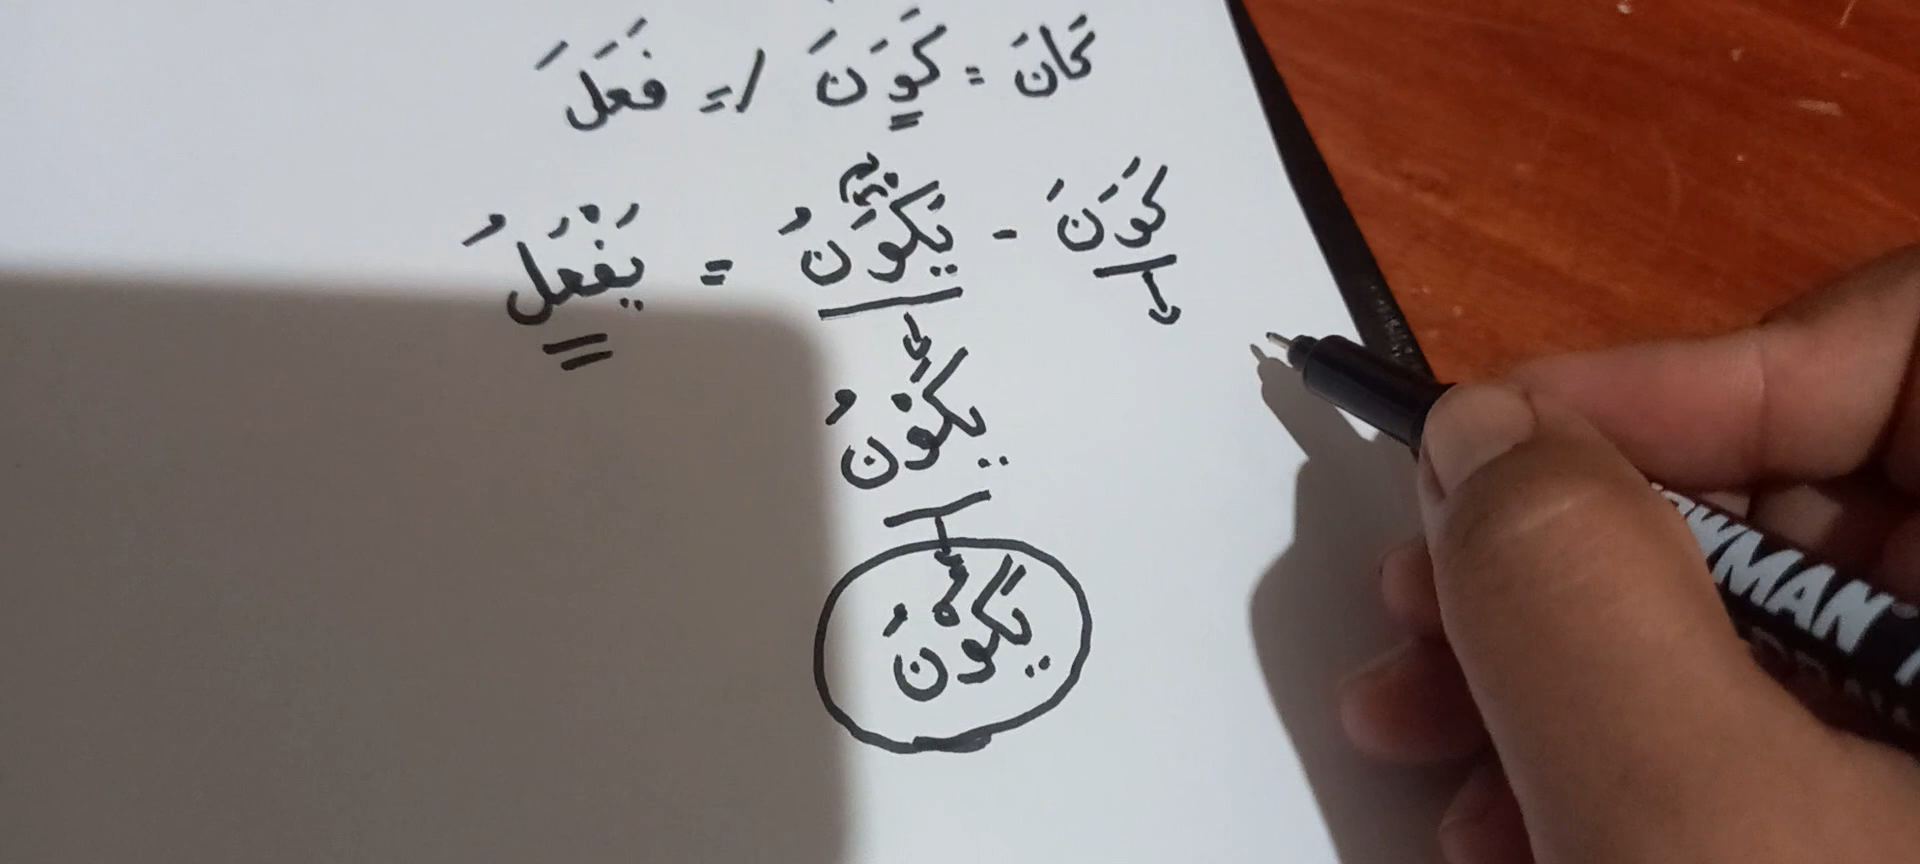 كَانَ = كَوَنَ / = فَعَلَ
كَوَنَ - يَكْوَنُ = يَفْعَلُ
يَكَوْنُ
يَكُوْنُ